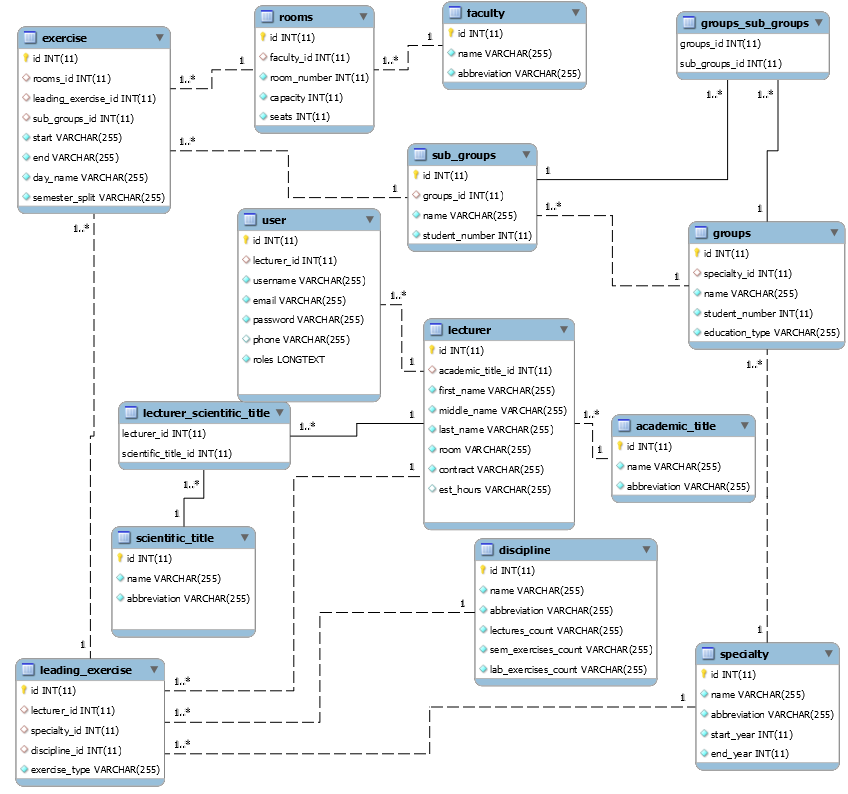 exercise
id INT(11)
rooms_id INT(11)
leading_exercise_id INT(11)
sub_groups_id INT(11)
start VARCHAR(255)
end VARCHAR(255)
day_name VARCHAR(255)
semester_split VARCHAR(255)
1..*
1
rooms
id INT(11)
faculty_id INT(11)
room_number INT(11)
capacity INT(11)
seats INT(11)
1..*
1
faculty
id INT(11)
name VARCHAR(255)
abbreviation VARCHAR(255)
groups_sub_groups
groups_id INT(11)
sub_groups_id INT(11)
1..*
1..*
1..*
1
sub_groups
id INT(11)
groups_id INT(11)
name VARCHAR(255)
student_number INT(11)
1
1..*
1
1
groups
id INT(11)
specialty_id INT(11)
name VARCHAR(255)
student_number INT(11)
education_type VARCHAR(255)
1..*
1..*
user
id INT(11)
lecturer_id INT(11)
username VARCHAR(255)
email VARCHAR(255)
password VARCHAR(255)
phone VARCHAR(255)
roles LONGTEXT
1..*
1
lecturer
id INT(11)
academic_title_id INT(11)
first_name VARCHAR(255)
middle_name VARCHAR(255)
last_name VARCHAR(255)
room VARCHAR(255)
contract VARCHAR(255)
est_hours VARCHAR(255)
1..*
1
academic_title
id INT(11)
name VARCHAR(255)
abbreviation VARCHAR(255)
lecturer_scientific_title
lecturer_id INT(11)
scientific_title_id INT(11)
1..*
1
1..*
1
1
scientific_title
id INT(11)
name VARCHAR(255)
abbreviation VARCHAR(255)
discipline
id INT(11)
name VARCHAR(255)
abbreviation VARCHAR(255)
lectures_count VARCHAR(255)
sem_exercises_count VARCHAR(255)
lab_exercises_count VARCHAR(255)
1
1
leading_exercise
id INT(11)
lecturer_id INT(11)
specialty_id INT(11)
discipline_id INT(11)
exercise_type VARCHAR(255)
1..*
1..*
1..*
1
1
specialty
id INT(11)
name VARCHAR(255)
abbreviation VARCHAR(255)
start_year INT(11)
end_year INT(11)